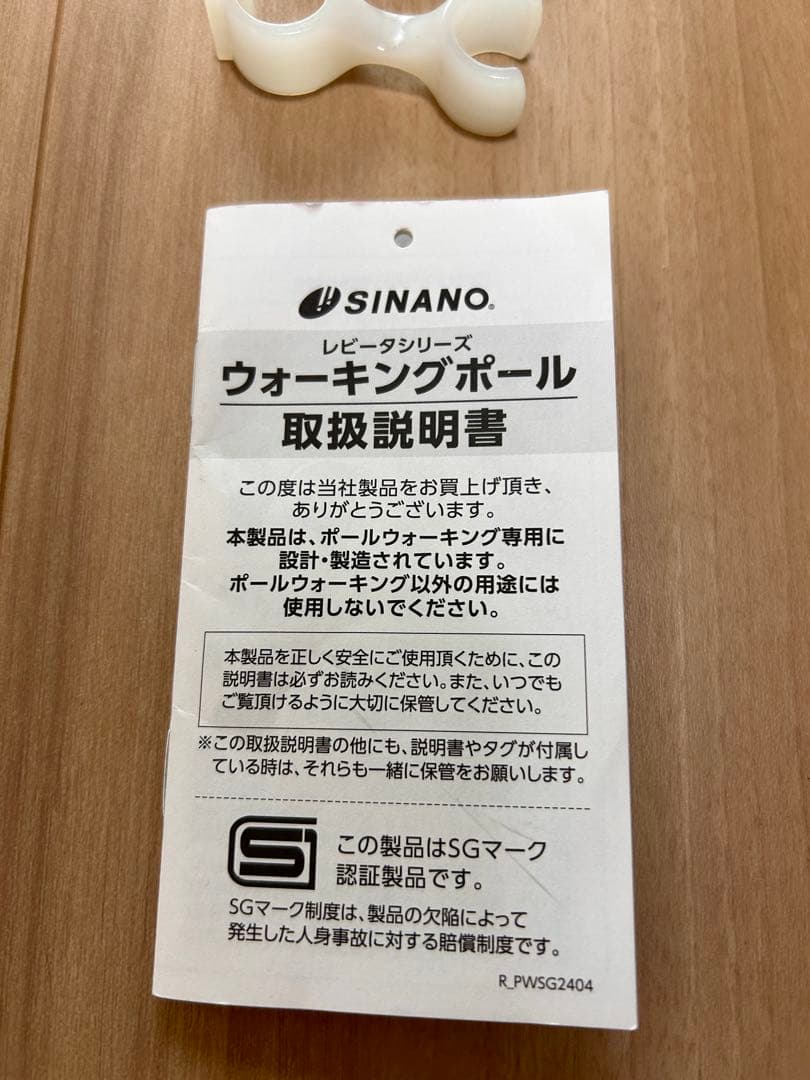 SINANO®
レビータシリーズ
ウォーキングポール
取扱説明書
この度は当社製品をお買上げ頂き、
ありがとうございます。
本製品は、ポールウォーキング専用に
設計・製造されています。
ポールウォーキング以外の用途には
使用しないでください。
本製品を正しく安全にご使用頂くために、この
説明書は必ずお読みください。また、いつでも
ご覧頂けるように大切に保管してください。
※この取扱説明書の他にも、説明書やタグが付属し
ている時は、それらも一緒に保管をお願いします。
この製品はSGマーク
認証製品です。
SGマーク制度は、製品の欠陥によって
発生した人身事故に対する賠償制度です。
R_PWSG2404